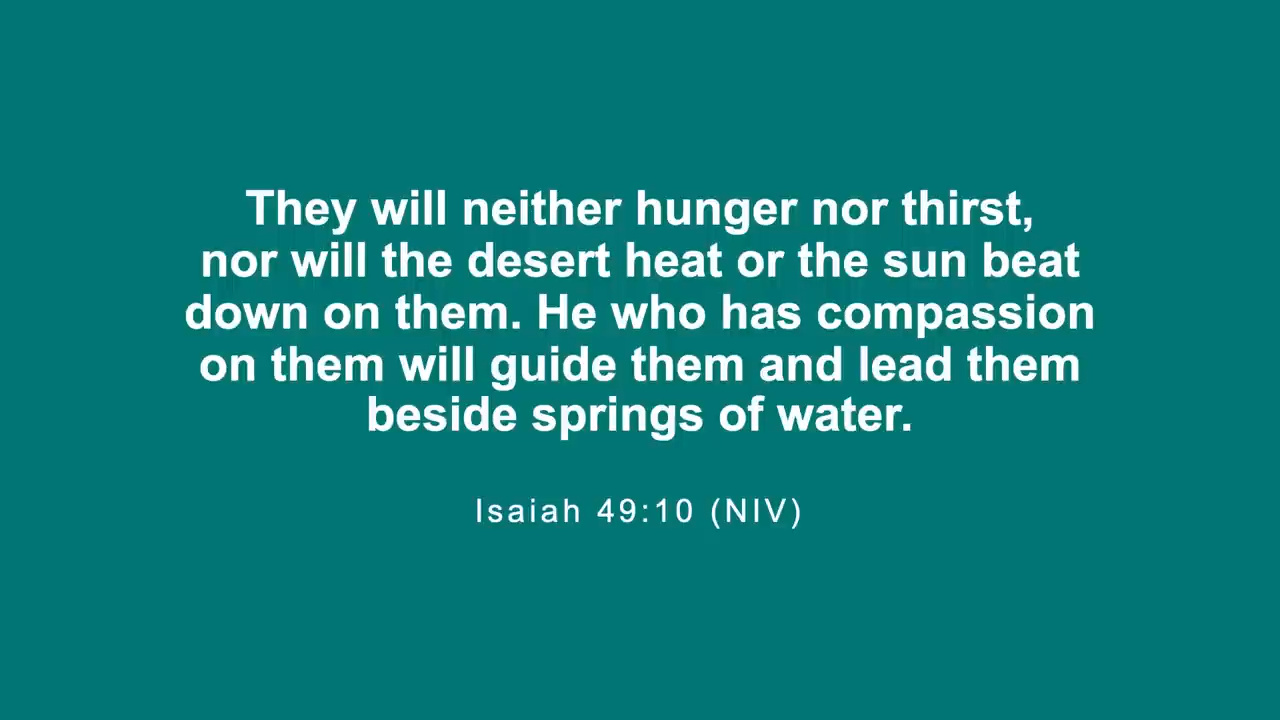 They will neither hunger nor thirst,
nor will the desert heat or the sun beat
down on them. He who has compassion
on them will guide them and lead them
beside springs of water.
Isaiah 49:10 (NIV)